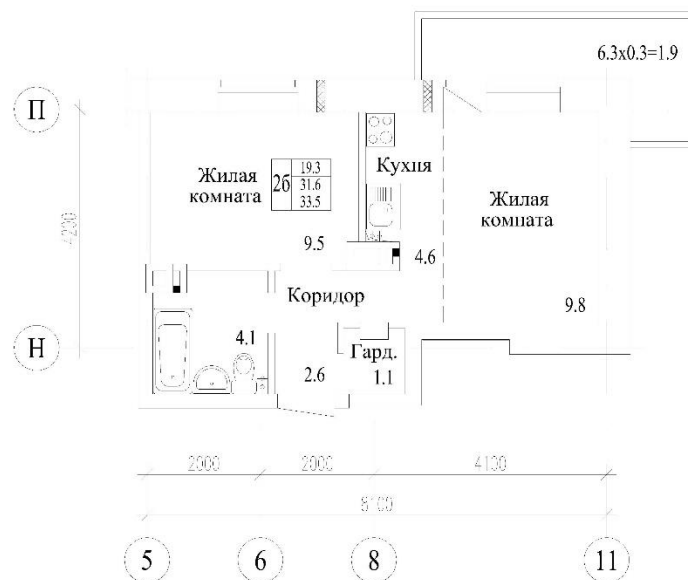 6.3x0.3=1.9
П
Жилая
комната
2б
19.3
31.6
33.5
Кухня
Жилая
комната
4200
9.5
4.6
Коридор
9.8
Н
4.1
Гард.
2.6
1.1
2000
2000
4100
8100
5
6
8
11